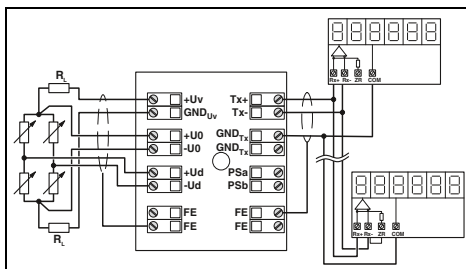 Rx+ Rx- ZR COM
RL
+Uv Tx+
GNDUv Tx-
+U0 GNDTx
-U0 GNDTx
+Ud PSa
-Ud PSb
FE FE
FE FE
RL
Rx+ Rx- ZR COM